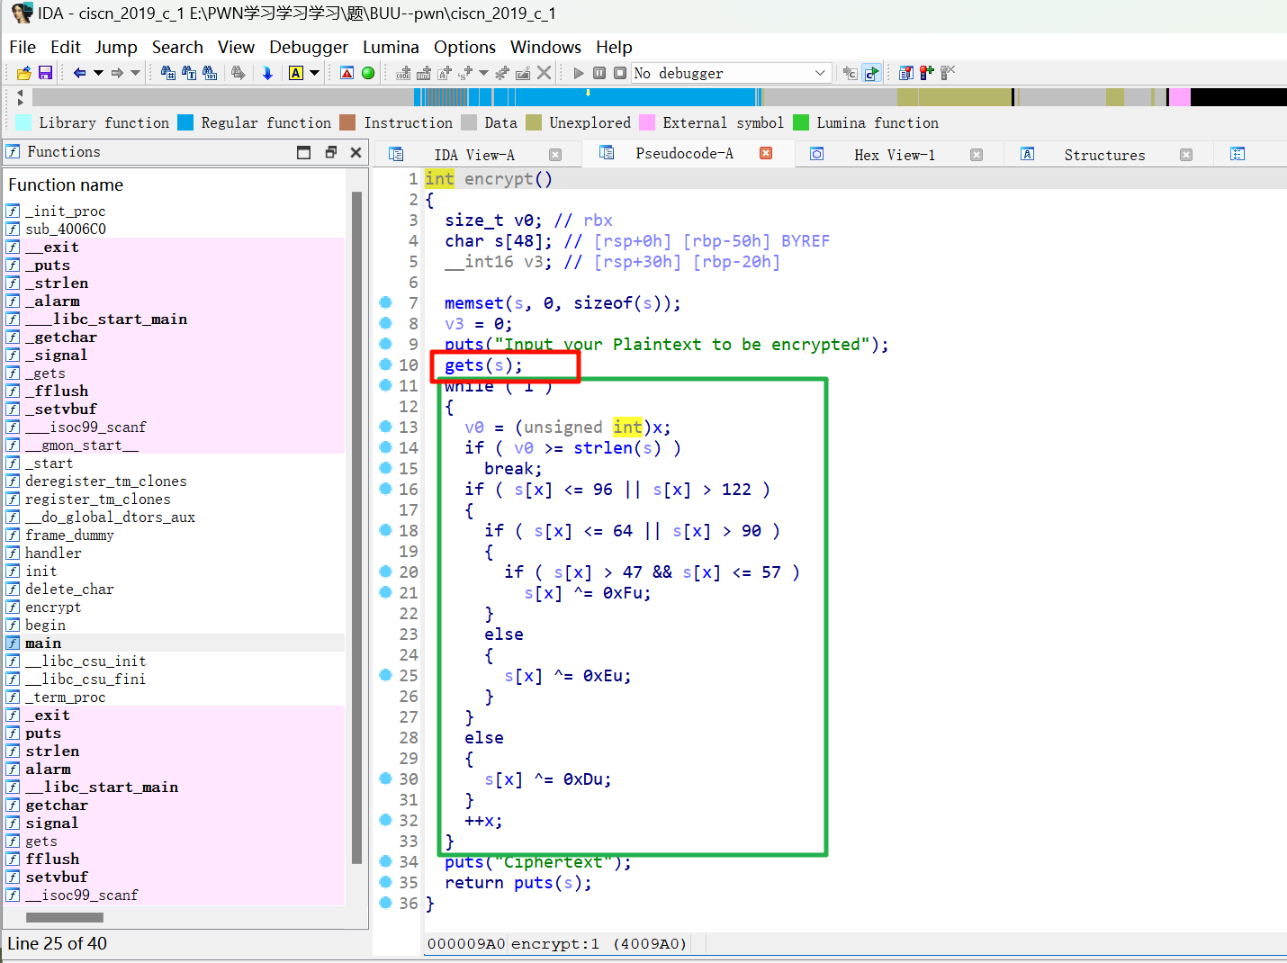 IDA - ciscn_2019_c_1 E:\PWN学习学习学习\题\BUU--pwn\ciscn_2019_c_1
File Edit Jump Search View Debugger Lumina Options Windows Help
No debugger
Library function Regular function Instruction Data Unexplored External symbol Lumina function
Functions
IDA View-A Pseudocode-A Hex View-1 Structures
Function name
_init_proc
sub_4006C0
__exit
_puts
_strlen
_alarm
___libc_start_main
_getchar
_signal
_gets
_fflush
_setvbuf
___isoc99_scanf
__gmon_start__
_start
deregister_tm_clones
register_tm_clones
__do_global_dtors_aux
frame_dummy
handler
init
delete_char
encrypt
begin
main
__libc_csu_init
__libc_csu_fini
_term_proc
_exit
puts
strlen
alarm
__libc_start_main
getchar
signal
gets
fflush
setvbuf
__isoc99_scanf
Line 25 of 40
1 int encrypt()
2 {
3 size_t v0; // rbx
4 char s[48]; // [rsp+0h] [rbp-50h] BYREF
5 __int16 v3; // [rsp+30h] [rbp-20h]
6
7 memset(s, 0, sizeof(s));
8 v3 = 0;
9 puts("Input your Plaintext to be encrypted");
10 gets(s);
11 while ( 1 )
12 {
13 v0 = (unsigned int)x;
14 if ( v0 >= strlen(s) )
15 break;
16 if ( s[x] <= 96 || s[x] > 122 )
17 {
18 if ( s[x] <= 64 || s[x] > 90 )
19 {
20 if ( s[x] > 47 && s[x] <= 57 )
21 s[x] ^= 0xFu;
22 }
23 else
24 {
25 s[x] ^= 0xEu;
26 }
27 }
28 else
29 {
30 s[x] ^= 0xDu;
31 }
32 ++x;
33 }
34 puts("Ciphertext");
35 return puts(s);
36 }
000009A0 encrypt:1 (4009A0)